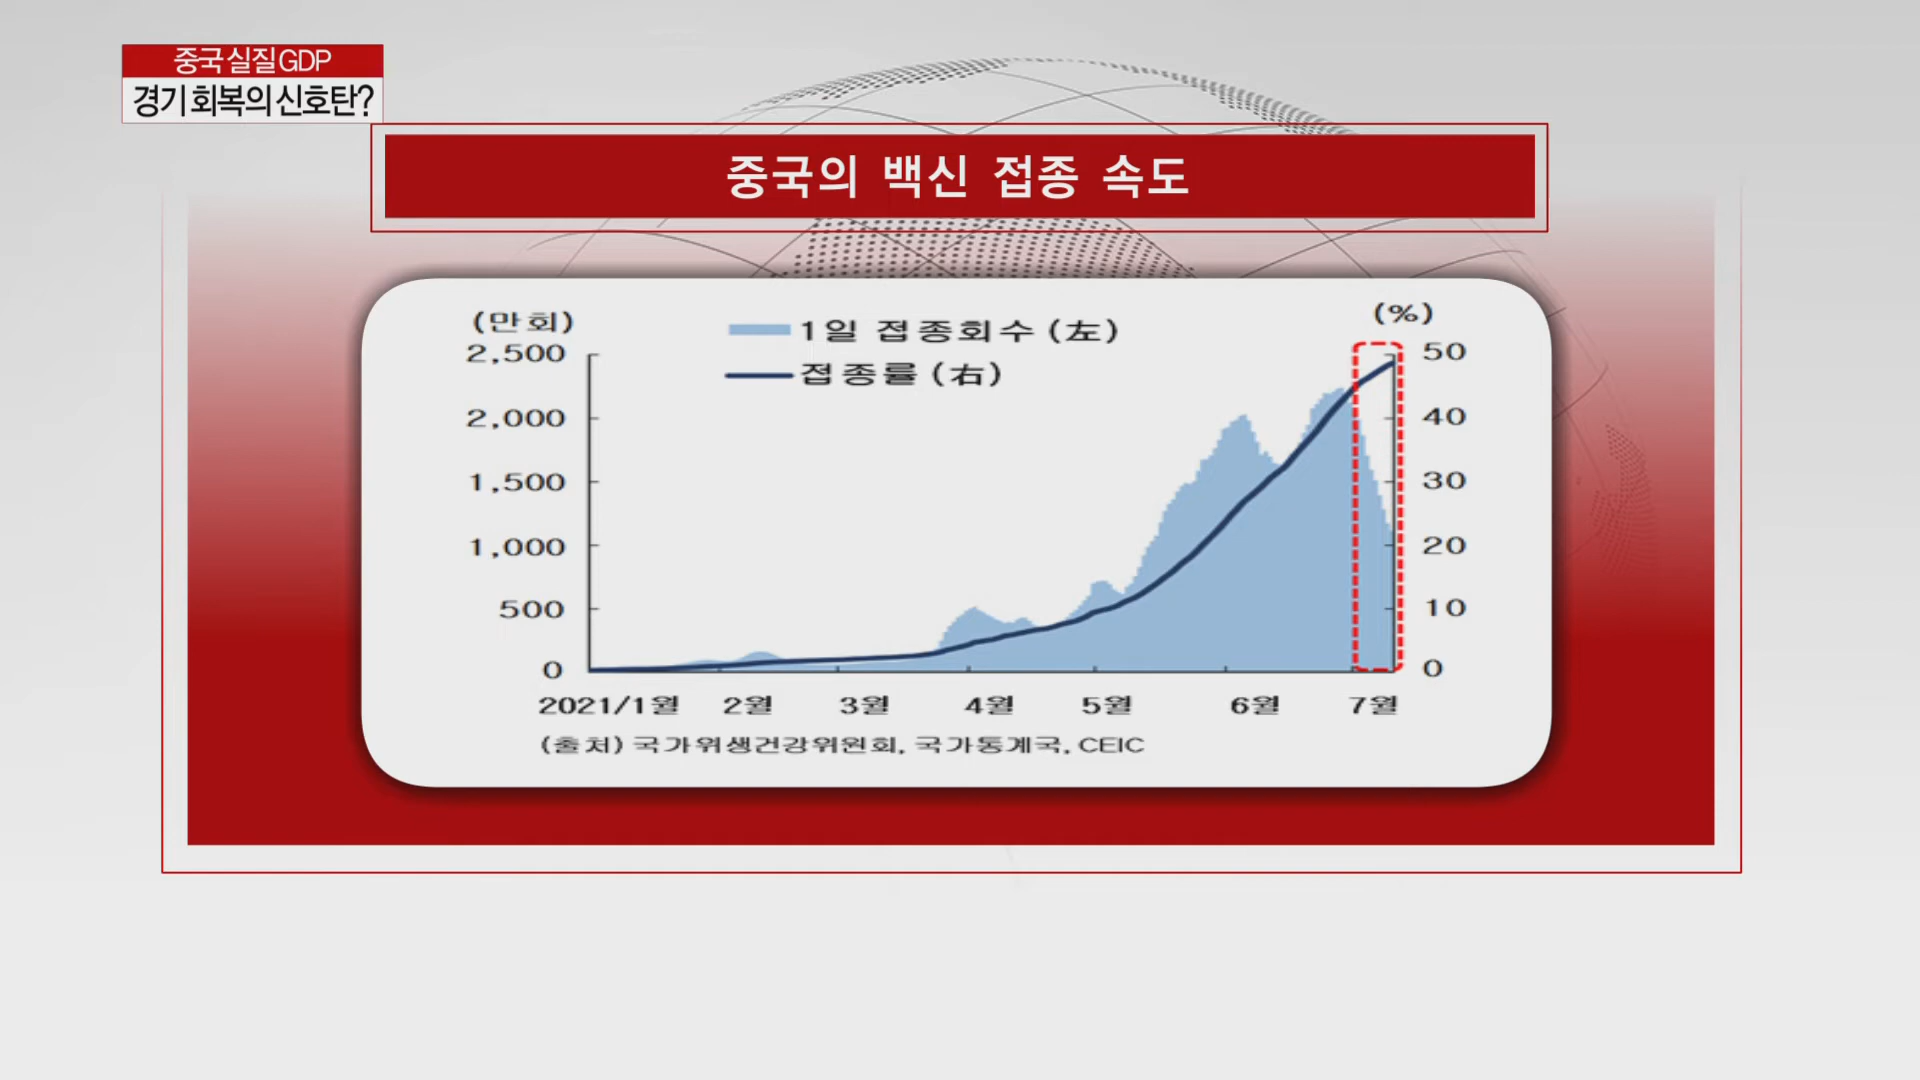 중국 실질 GDP
경기 회복의 신호탄?
중국의 백신 접종 속도
(만회)
(%)
1일 접종회수 (左)
접종률 (右)
2,500
2,000
1,500
1,000
500
0
50
40
30
20
10
0
2021/1월 2월 3월 4월 5월 6월 7월
(출처) 국가위생건강위원회, 국가통계국, CEIC